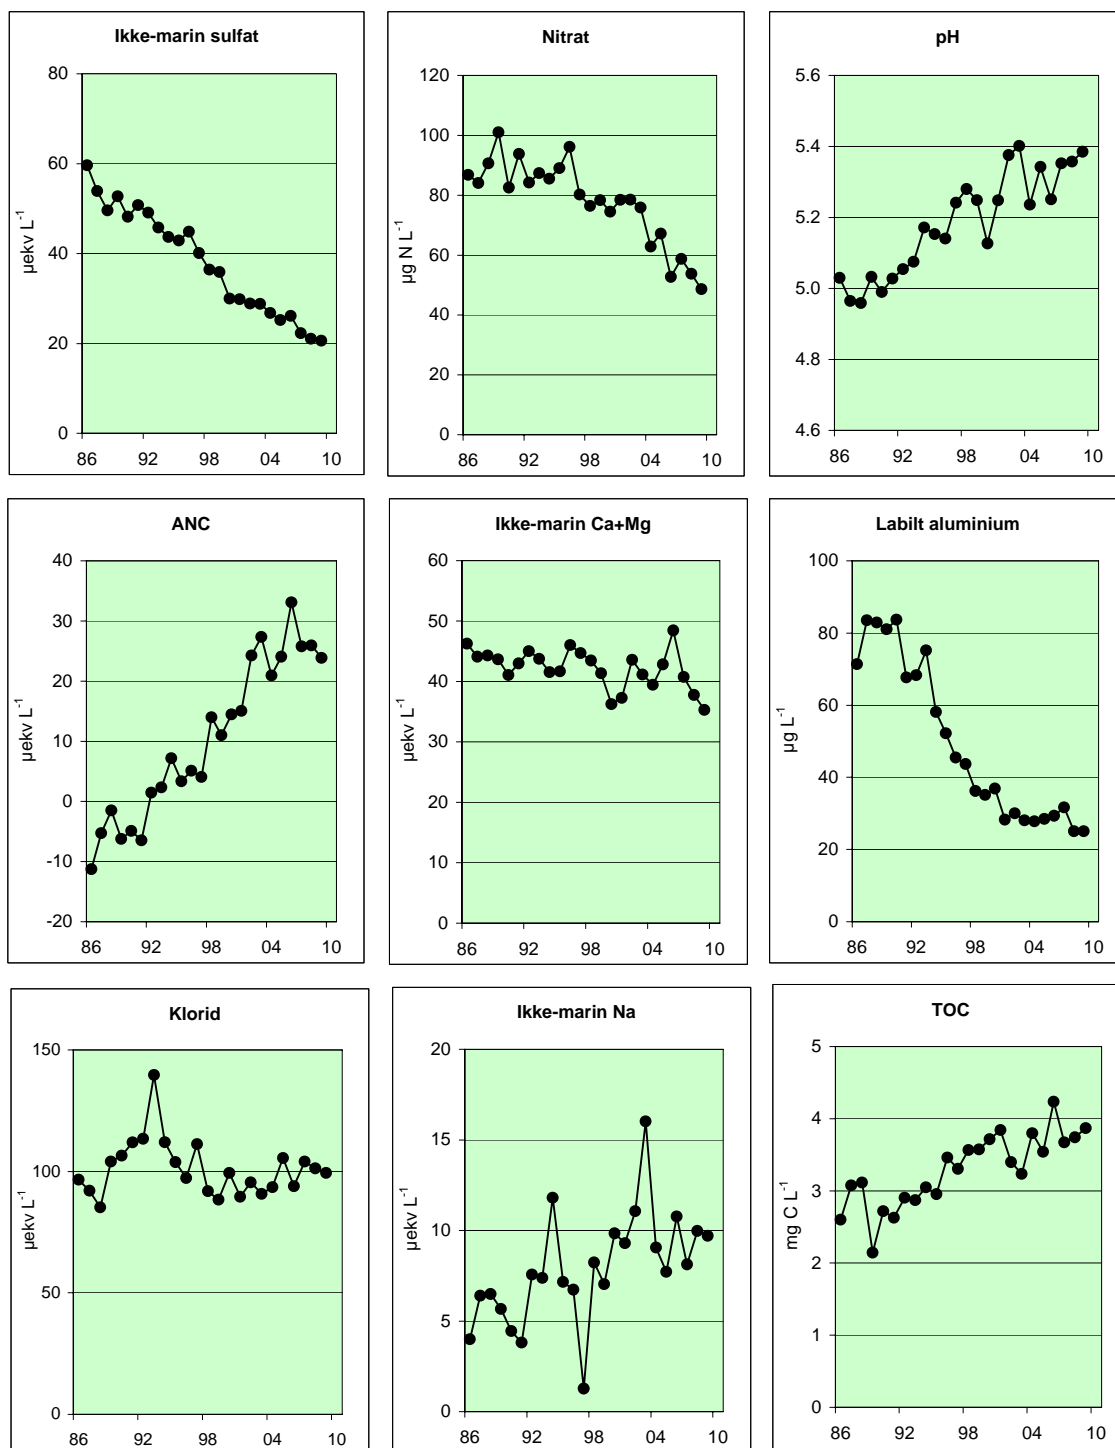 Ikke-marin sulfat
µekv L-1
80
60
40
20
0
86 92 98 04 10
Nitrat
µg N L-1
120
100
80
60
40
20
0
86 92 98 04 10
pH
5.6
5.4
5.2
5.0
4.8
4.6
86 92 98 04 10
ANC
µekv L-1
40
30
20
10
0
-10
-20
86 92 98 04 10
Ikke-marin Ca+Mg
µekv L-1
60
50
40
30
20
10
0
86 92 98 04 10
Labilt aluminium
µg L-1
100
80
60
40
20
0
86 92 98 04 10
Klorid
µekv L-1
150
100
50
0
86 92 98 04 10
Ikke-marin Na
µekv L-1
20
15
10
5
0
86 92 98 04 10
TOC
mg C L-1
5
4
3
2
1
0
86 92 98 04 10